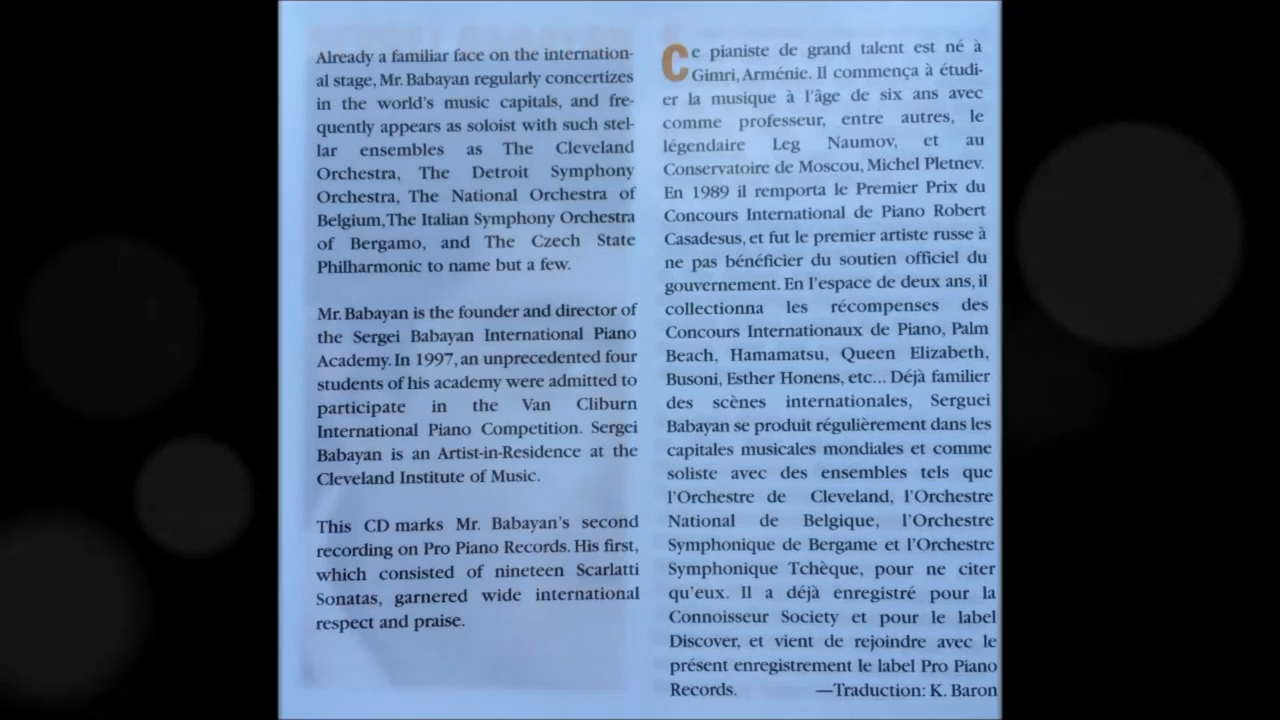 Already a familiar face on the internation-
al stage, Mr. Babayan regularly concertizes
in the world's music capitals, and fre-
quently appears as soloist with such stel-
lar ensembles as The Cleveland
Orchestra, The Detroit Symphony
Orchestra, The National Orchestra of
Belgium, The Italian Symphony Orchestra
of Bergamo, and The Czech State
Philharmonic to name but a few.
Mr. Babayan is the founder and director of
the Sergei Babayan International Piano
Academy. In 1997, an unprecedented four
students of his academy were admitted to
participate in the Van Cliburn
International Piano Competition. Sergei
Babayan is an Artist-in-Residence at the
Cleveland Institute of Music.
This CD marks Mr. Babayan's second
recording on Pro Piano Records. His first,
which consisted of nineteen Scarlatti
Sonatas, garnered wide international
respect and praise.
Ce pianiste de grand talent est né à
Gimri, Arménie. Il commença à étudi-
er la musique à l'âge de six ans avec
comme professeur, entre autres, le
légendaire Leg Naumov, et au
Conservatoire de Moscou, Michel Pletnev.
En 1989 il remporta le Premier Prix du
Concours International de Piano Robert
Casadesus, et fut le premier artiste russe à
ne pas bénéficier du soutien officiel du
gouvernement. En l'espace de deux ans, il
collectionna les récompenses des
Concours Internationaux de Piano, Palm
Beach, Hamamatsu, Queen Elizabeth,
Busoni, Esther Honens, etc... Déjà familier
des scènes internationales, Serguei
Babayan se produit régulièrement dans les
capitales musicales mondiales et comme
soliste avec des ensembles tels que
l'Orchestre de Cleveland, l'Orchestre
National de Belgique, l'Orchestre
Symphonique de Bergame et l'Orchestre
Symphonique Tchèque, pour ne citer
qu'eux. Il a déjà enregistré pour la
Connoisseur Society et pour le label
Discover, et vient de rejoindre avec le
présent enregistrement le label Pro Piano
Records. —Traduction: K. Baron